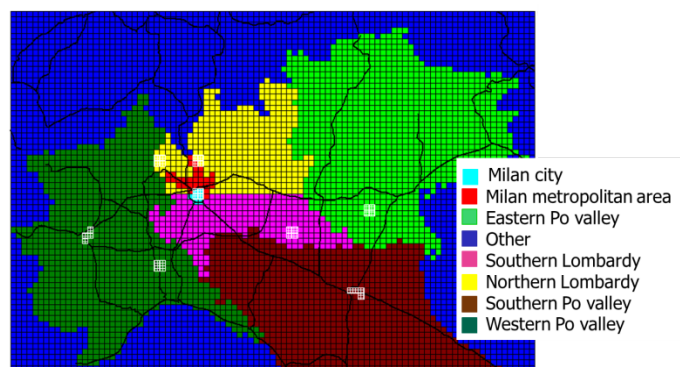 Milan city
Milan metropolitan area
Eastern Po valley
Other
Southern Lombardy
Northern Lombardy
Southern Po valley
Western Po valley